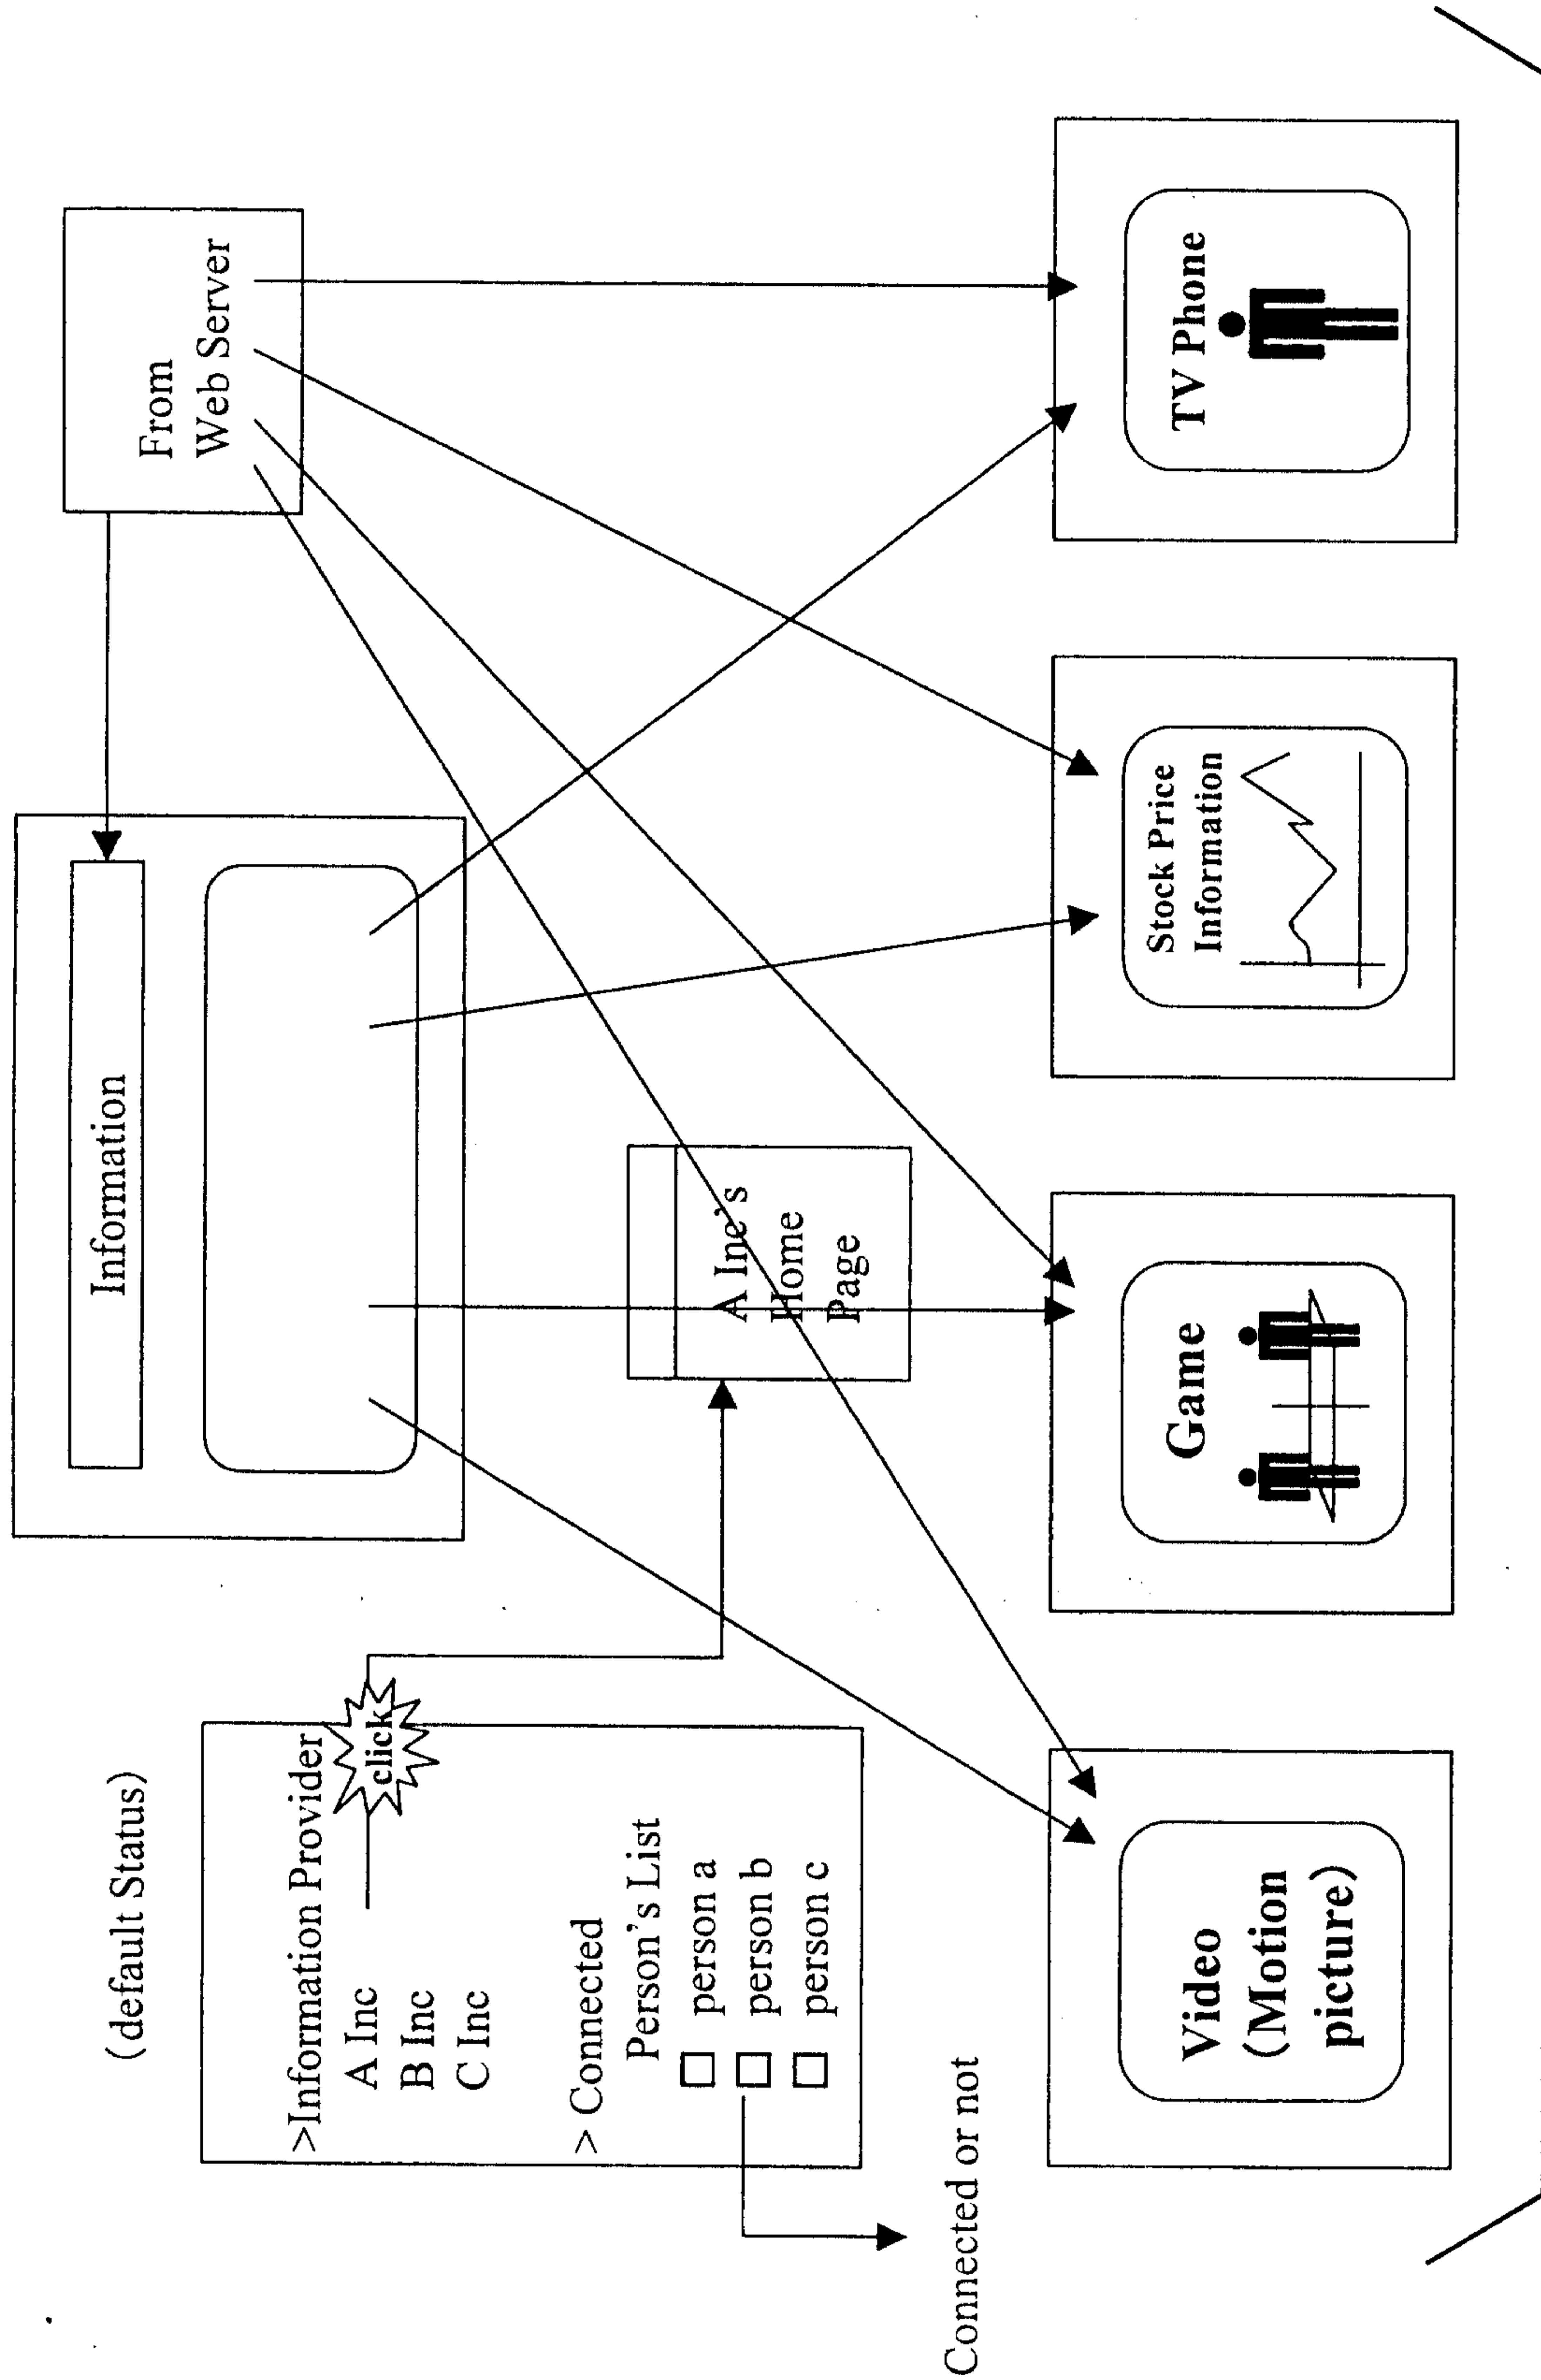 (default Status)
>Information Provider
A Inc
B Inc
C Inc
click
> Connected
Person's List
person a
person b
person c
Connected or not
Information
From
Web Server
A Inc's
Home
Page
Video
(Motion
picture)
Game
Stock Price
Information
TV Phone